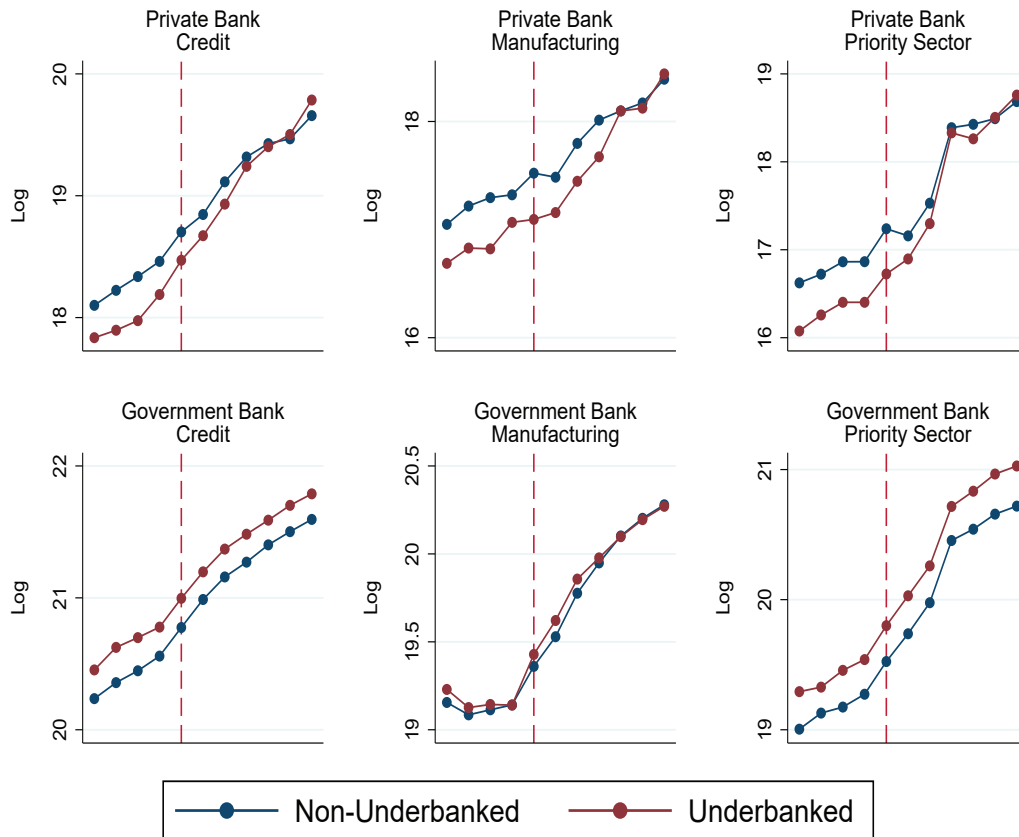 Private Bank
Credit
Private Bank
Manufacturing
Private Bank
Priority Sector
Log
20
19
18
Log
18
16
Log
19
18
17
16
Government Bank
Credit
Government Bank
Manufacturing
Government Bank
Priority Sector
Log
22
21
20
Log
20.5
20
19.5
19
Log
21
20
19
Non-Underbanked
Underbanked